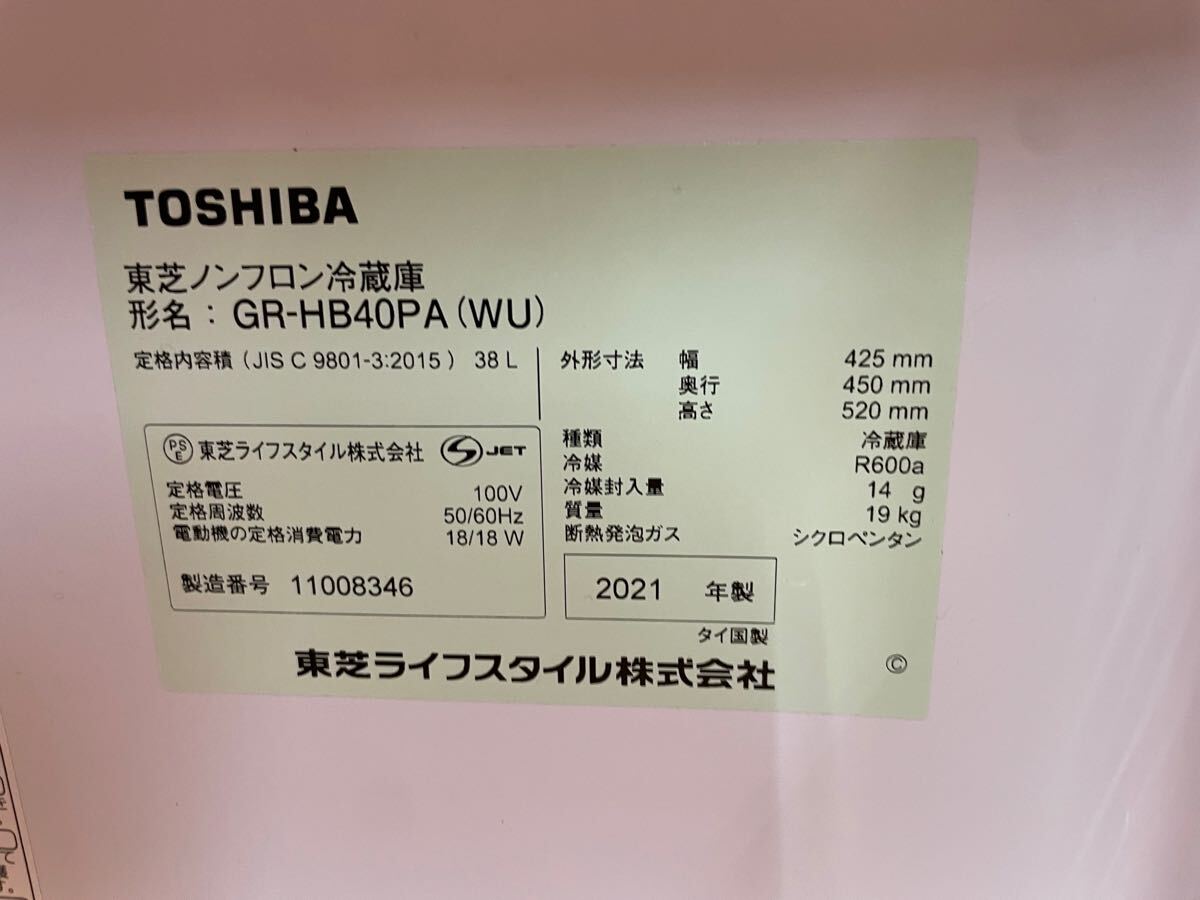 TOSHIBA
東芝ノンフロン冷蔵庫
形名：GR-HB40PA(WU)
定格内容積（JIS C 9801-3:2015） 38 L
外形寸法 幅 425 mm
奥行 450 mm
高さ 520 mm
種類 冷蔵庫
冷媒 R600a
冷媒封入量 14 g
質量 19 kg
断熱発泡ガス シクロペンタン
PSE 東芝ライフスタイル株式会社 S JET
定格電圧 100V
定格周波数 50/60Hz
電動機の定格消費電力 18/18 W
製造番号 11008346
2021 年製
タイ国製
東芝ライフスタイル株式会社
©